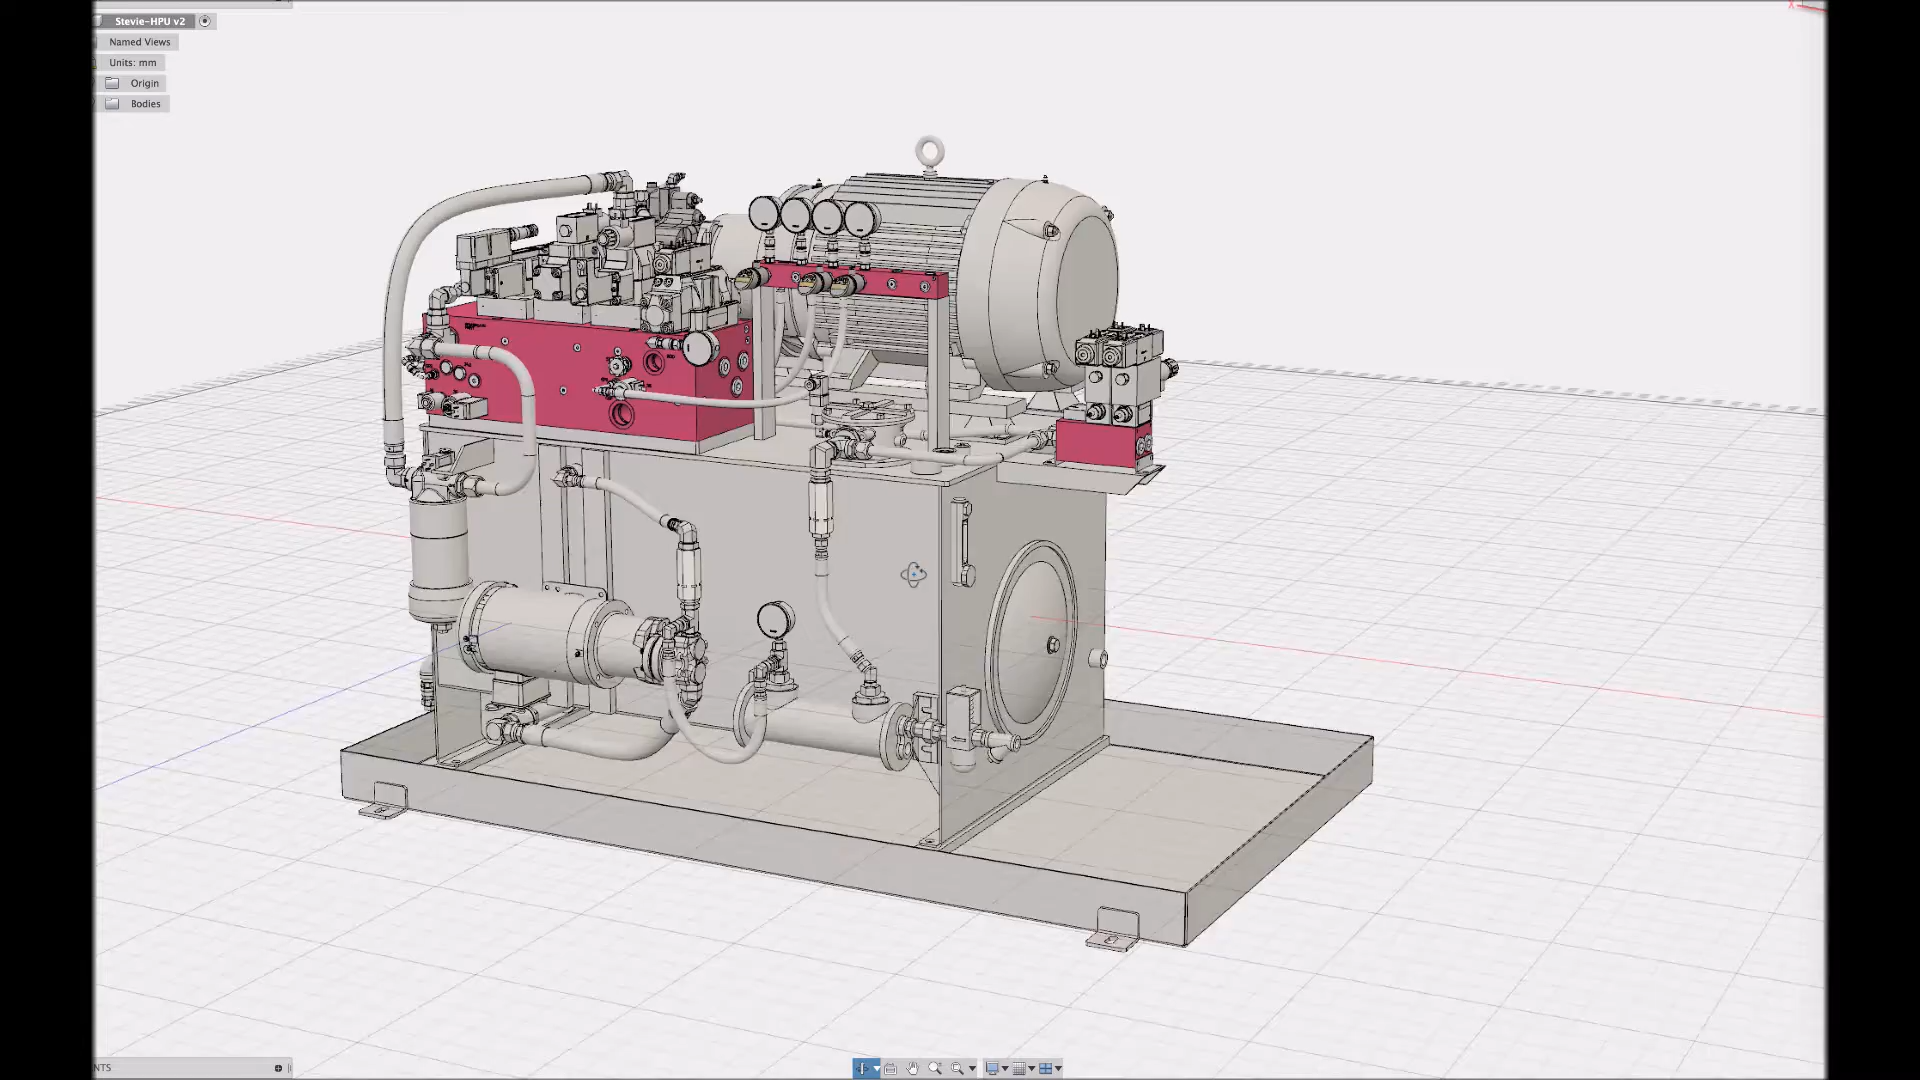 Stevie-HPU v2
Named Views
Units: mm
Origin
Bodies
NTS
X